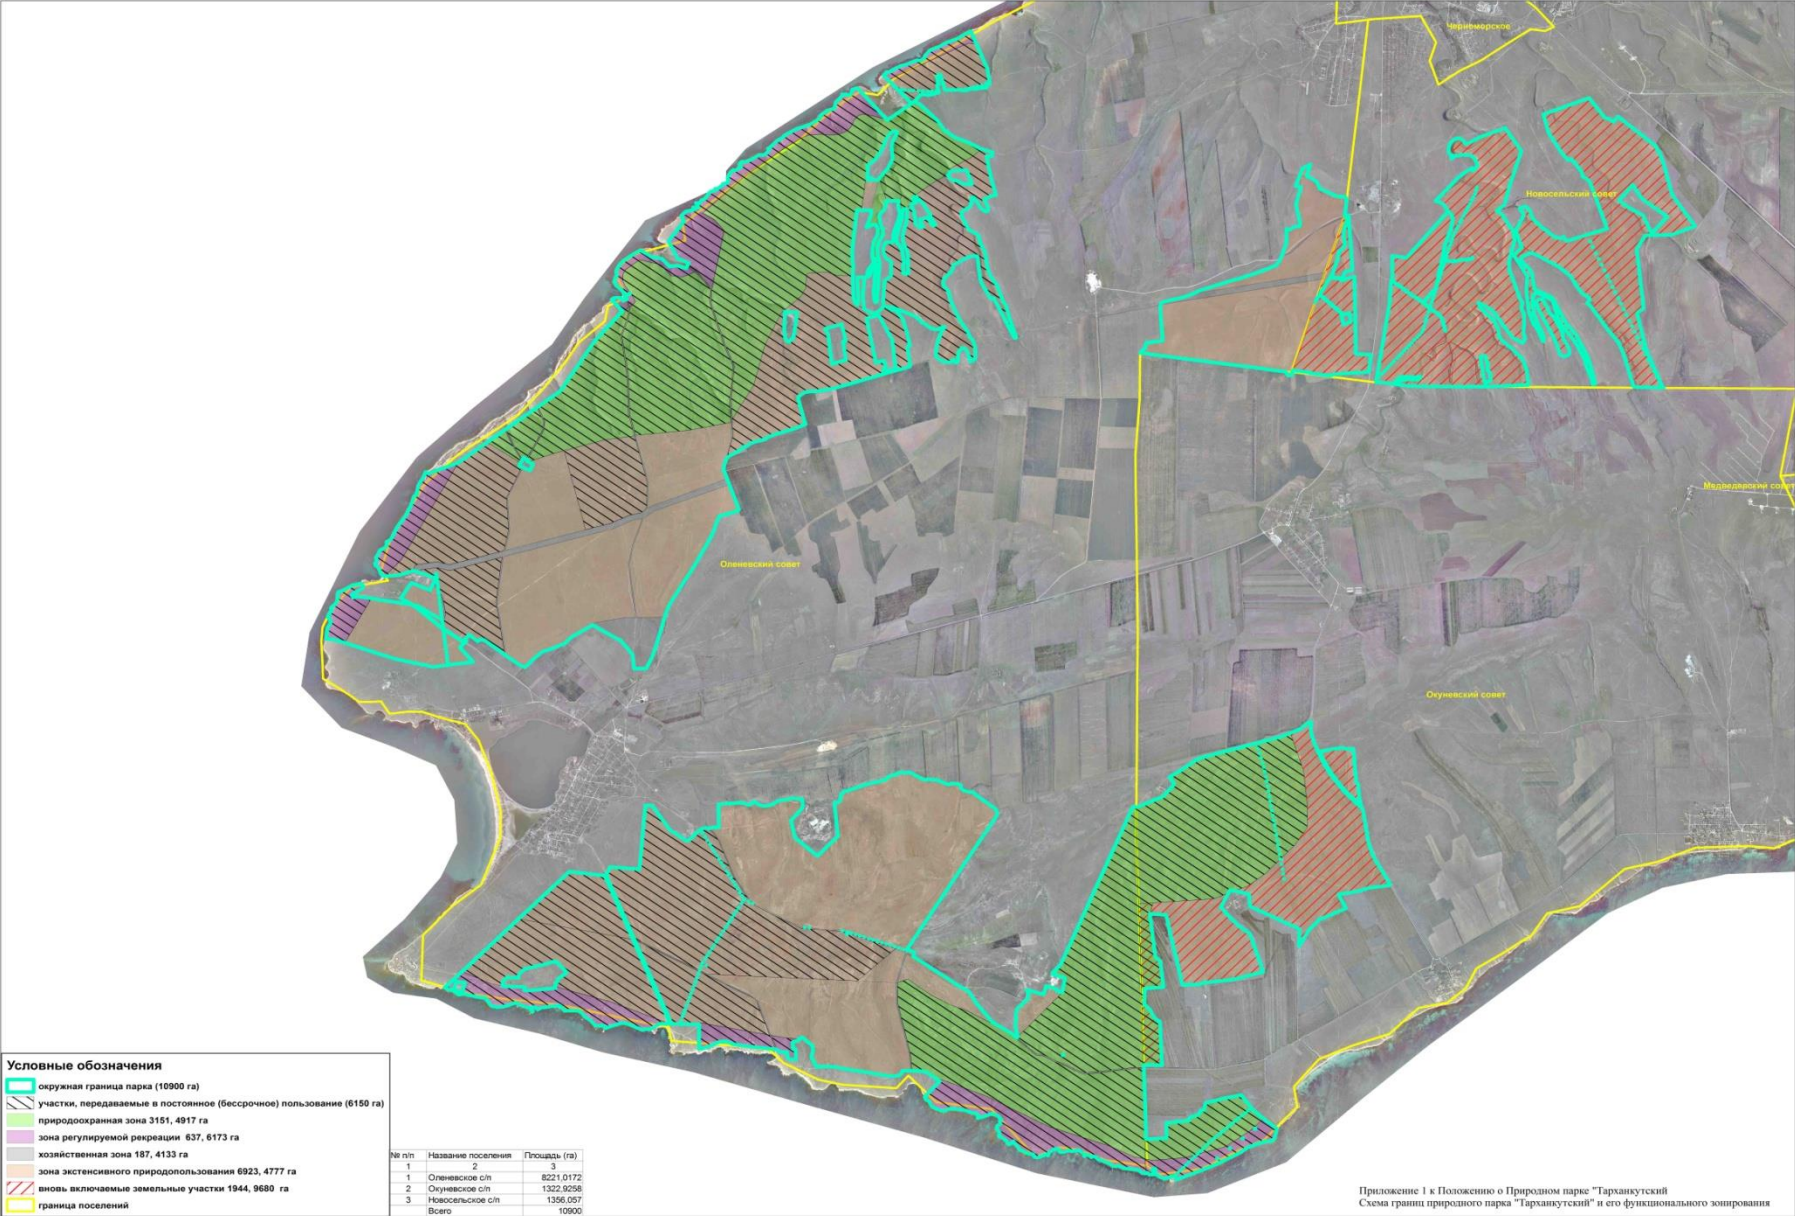 Черноморское
Новосельский совет
Медведевский совет
Оленевский совет
Окуневский совет
Условные обозначения
окружная граница парка (10900 га)
участки, передаваемые в постоянное (бессрочное) пользование (6150 га)
природоохранная зона 3151, 4917 га
зона регулируемой рекреации 637, 6173 га
хозяйственная зона 187, 4133 га
зона экстенсивного природопользования 6923, 4777 га
вновь включаемые земельные участки 1944, 9680 га
граница поселений
№ п/п Название поселения Площадь (га)
1 2 3
1 Оленевское с/п 8221,0172
2 Окуневское с/п 1322,9258
3 Новосельское с/п 1356,057
Всего 10900
Приложение 1 к Положению о Природном парке "Тарханкутский
Схема границ природного парка "Тарханкутский" и его функционального зонирования